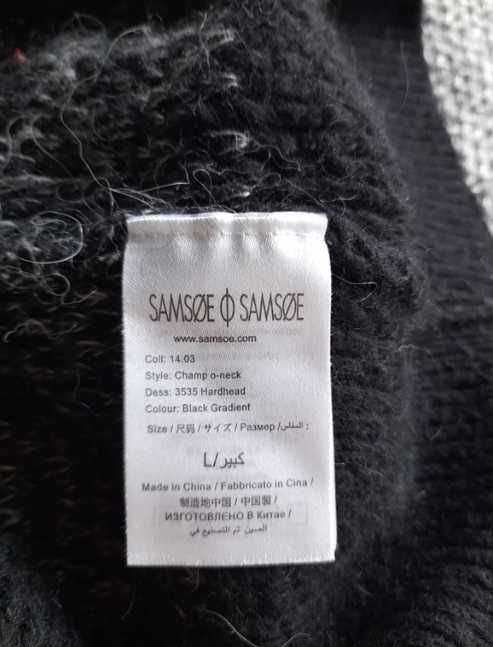 SAMSØE ϕ SAMSØE
www.samsoe.com
Coll: 14.03
Style: Champ o-neck
Dess: 3535 Hardhead
Colour: Black Gradient
Size / 尺码 / サイズ / Размер / المقاس :
L/ كبير
Made in China / Fabbricato in Cina /
制造地中国 / 中国製 /
ИЗГОТОВЛЕНО В Китае /
الصين تم التصنيع في